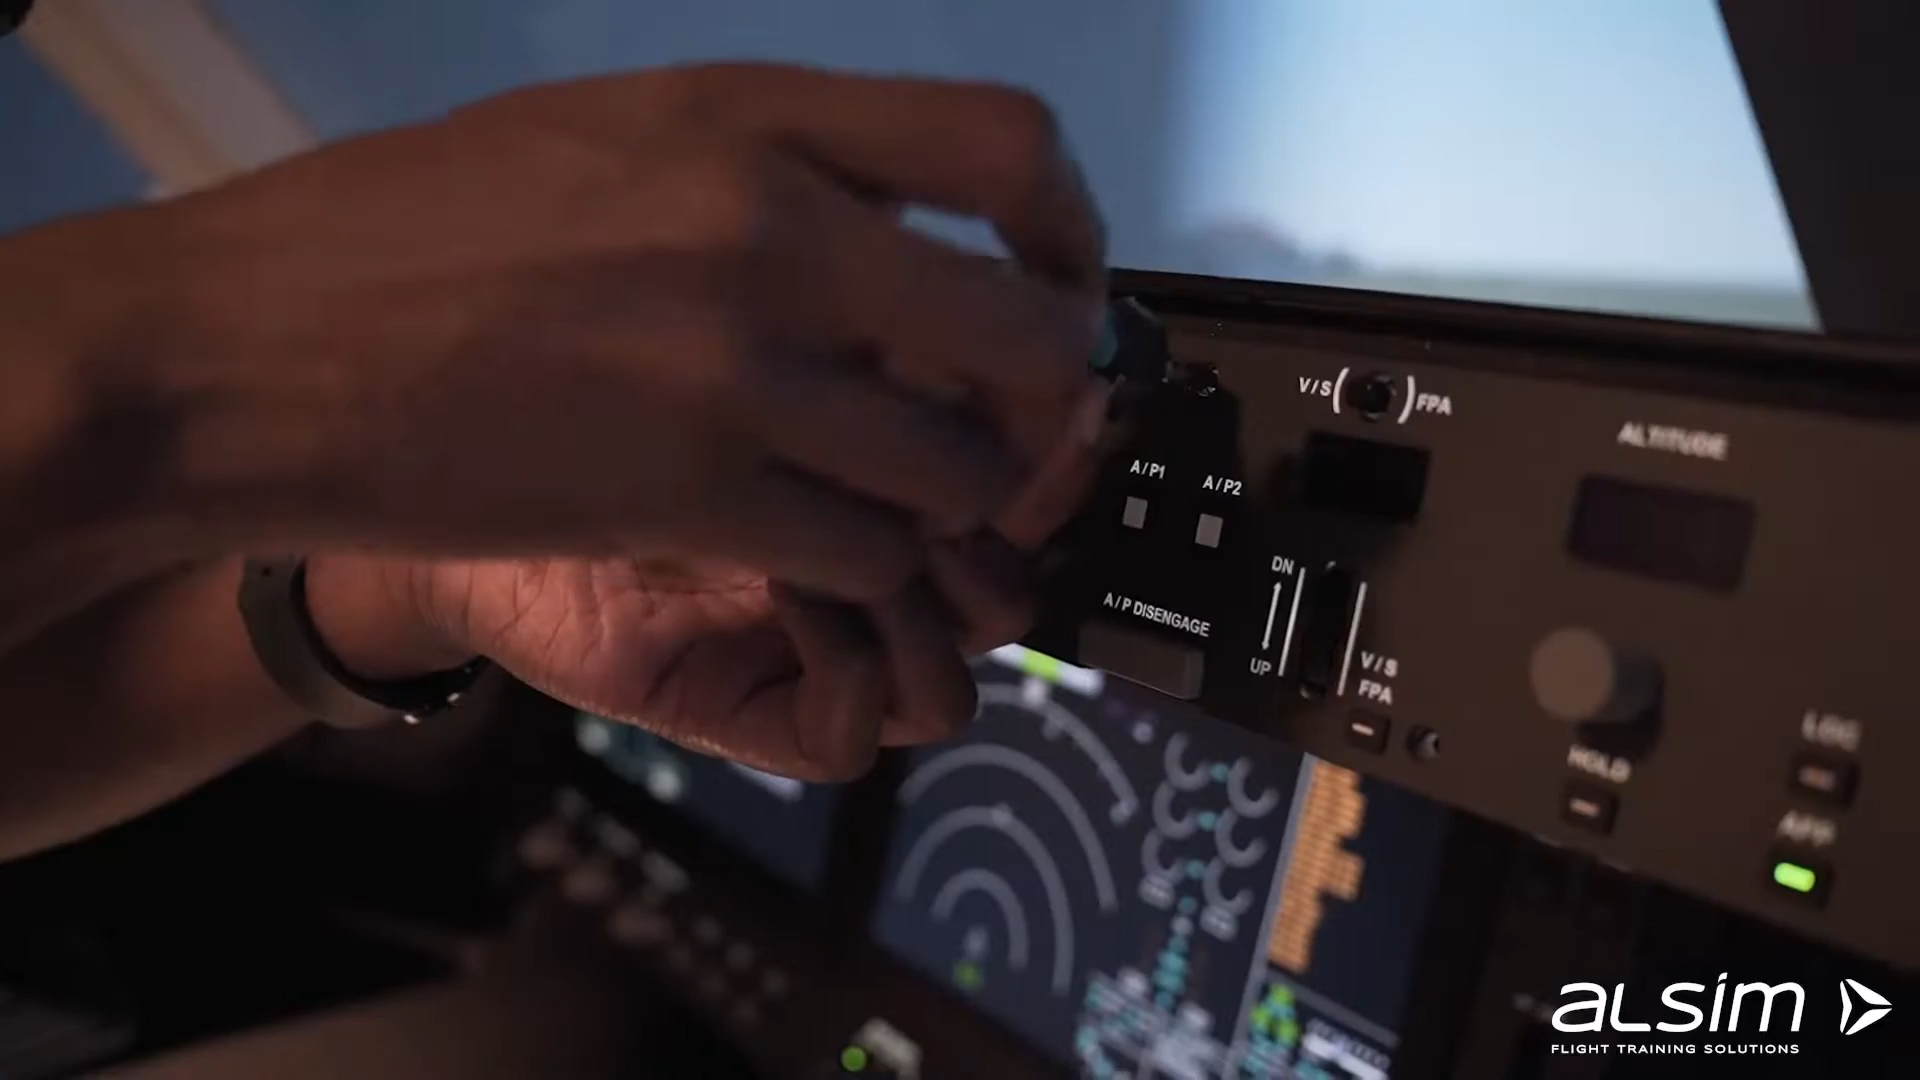 V/S FPA
ALTITUDE
A/P1 A/P2
DN
A/P DISENGAGE
UP
V/S
FPA
LOC
HOLD
APP
ALSIM
FLIGHT TRAINING SOLUTIONS